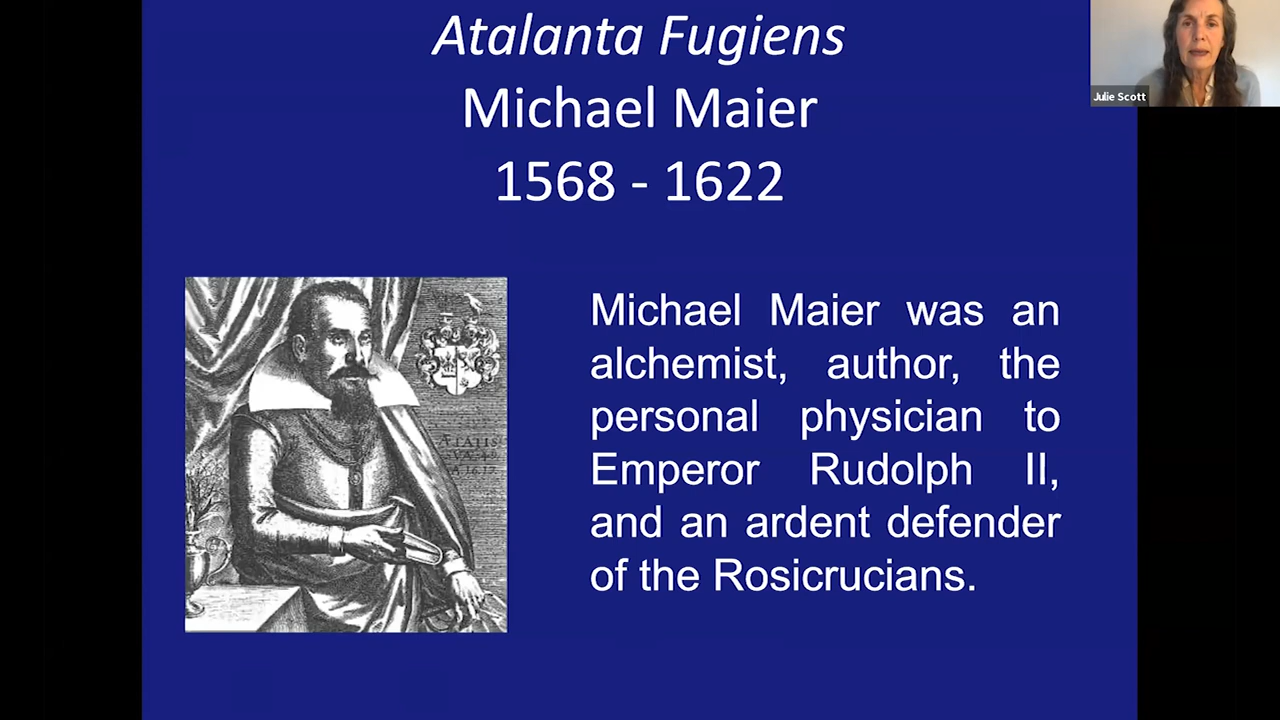 Atalanta Fugiens
Michael Maier
1568 - 1622
Julie Scott
Michael Maier was an
alchemist, author, the
personal physician to
Emperor Rudolph II,
and an ardent defender
of the Rosicrucians.